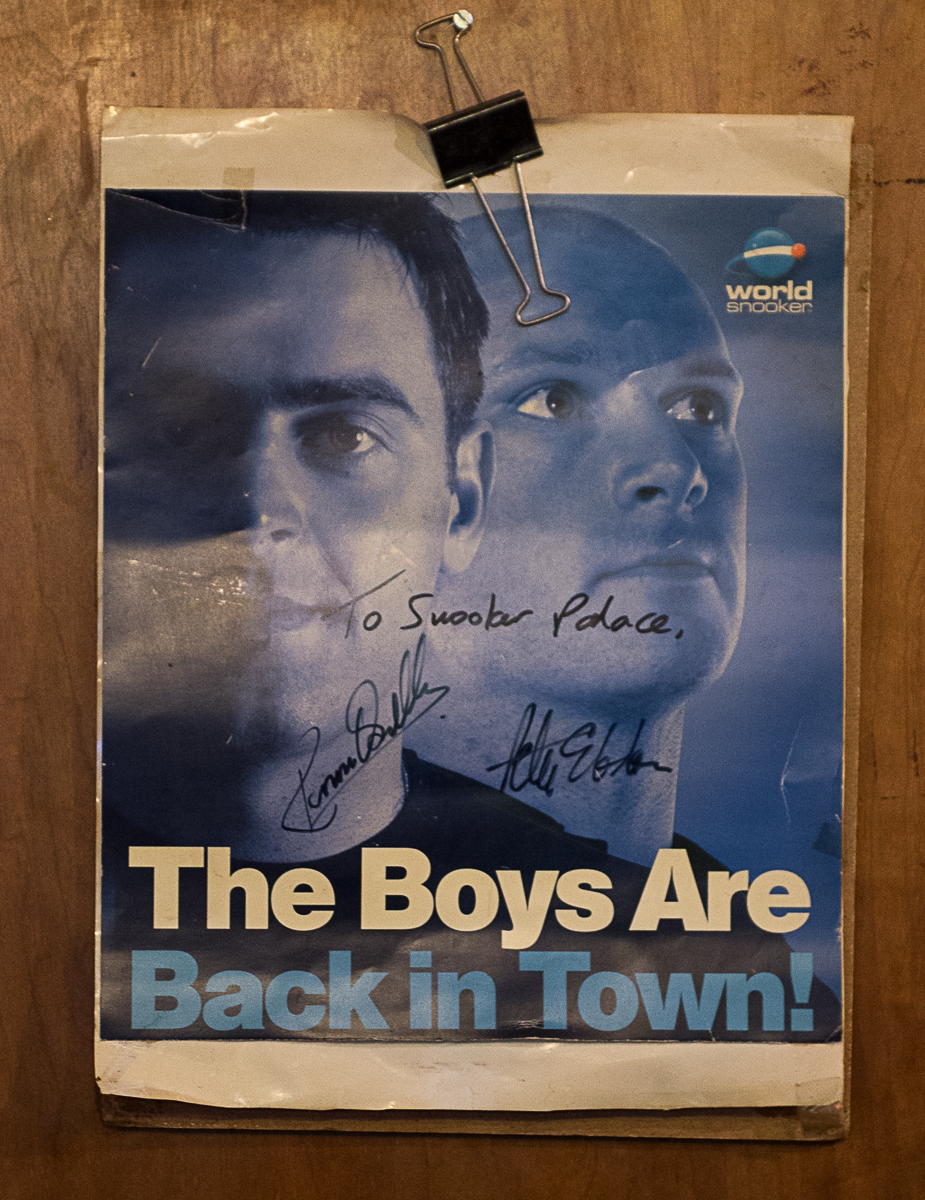 world
snooker
To Snooker Palace,
The Boys Are
Back in Town!